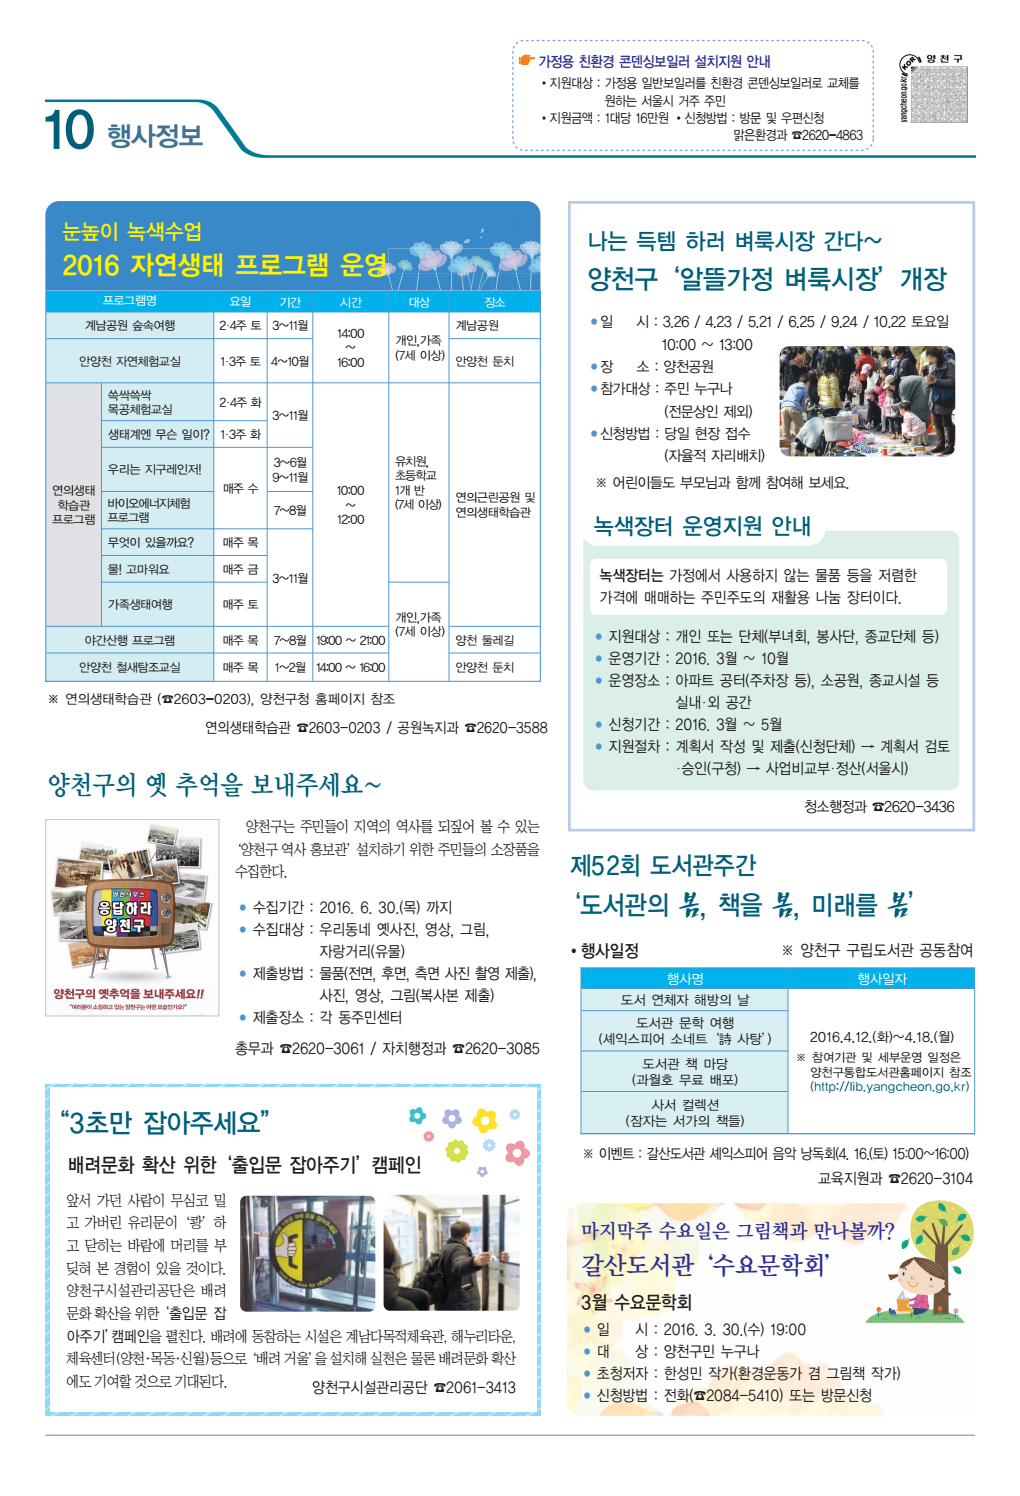 가정용 친환경 콘덴싱보일러 설치지원 안내
• 지원대상 : 가정용 일반보일러를 친환경 콘덴싱보일러로 교체를
원하는 서울시 거주 주민
• 지원금액 : 1대당 16만원 • 신청방법 : 방문 및 우편신청
맑은환경과 ☎2620-4863
양천구
yangcheon.go.kr
KOR
10 행사정보
눈높이 녹색수업
2016 자연생태 프로그램 운영
프로그램명 요일 기간 시간 대상 장소
계남공원 숲속여행 2·4주 토 3~11월 14:00 ~ 16:00 개인,가족 (7세 이상) 계남공원
안양천 자연체험교실 1·3주 토 4~10월 안양천 둔치
연의생태 학습관 프로그램
쓱싹쓱싹 목공체험교실 2·4주 화 3~11월 10:00 ~ 12:00 유치원, 초등학교 1개 반 (7세 이상) 연의근린공원 및 연의생태학습관
생태계엔 무슨 일이? 1·3주 화
우리는 지구레인저! 매주 수 3~6월 9~11월
바이오에너지체험 프로그램 7~8월
무엇이 있을까요? 매주 목 3~11월
물! 고마워요 매주 금
가족생태여행 매주 토 개인,가족 (7세 이상)
야간산행 프로그램 매주 목 7~8월 19:00 ~ 21:00 양천 둘레길
안양천 철새탐조교실 매주 목 1~2월 14:00 ~ 16:00 안양천 둔치
※ 연의생태학습관 (☎2603-0203), 양천구청 홈페이지 참조
연의생태학습관 ☎2603-0203 / 공원녹지과 ☎2620-3588
양천구의 옛 추억을 보내주세요~
양천구는 주민들이 지역의 역사를 되짚어 볼 수 있는
‘양천구 역사 홍보관’ 설치하기 위한 주민들의 소장품을
수집한다.
• 수집기간 : 2016. 6. 30.(목) 까지
• 수집대상 : 우리동네 옛사진, 영상, 그림,
자랑거리(유물)
• 제출방법 : 물품(전면, 후면, 측면 사진 촬영 제출),
사진, 영상, 그림(복사본 제출)
• 제출장소 : 각 동주민센터
총무과 ☎2620-3061 / 자치행정과 ☎2620-3085
응답하라
양천구
양천구의 옛추억을 보내주세요!!
“여러분이 소장하고 있는 양천구는 어떤 모습인가요?”
“3초만 잡아주세요”
배려문화 확산 위한 ‘출입문 잡아주기’ 캠페인
앞서 가던 사람이 무심코 밀
고 가버린 유리문이 ‘쾅’ 하
고 닫히는 바람에 머리를 부
딪혀 본 경험이 있을 것이다.
양천구시설관리공단은 배려
문화 확산을 위한 ‘출입문 잡
아주기’ 캠페인을 펼친다. 배려에 동참하는 시설은 계남다목적체육관, 해누리타운,
체육센터(양천·목동·신월)등으로 ‘배려 거울’ 을 설치해 실천은 물론 배려문화 확산
에도 기여할 것으로 기대된다.
양천구시설관리공단 ☎2061-3413
나는 득템 하러 벼룩시장 간다~
양천구 ‘알뜰가정 벼룩시장’ 개장
• 일 시 : 3.26 / 4.23 / 5.21 / 6.25 / 9.24 / 10.22 토요일
10:00 ~ 13:00
• 장 소 : 양천공원
• 참가대상 : 주민 누구나
(전문상인 제외)
• 신청방법 : 당일 현장 접수
(자율적 자리배치)
※ 어린이들도 부모님과 함께 참여해 보세요.
녹색장터 운영지원 안내
녹색장터는 가정에서 사용하지 않는 물품 등을 저렴한
가격에 매매하는 주민주도의 재활용 나눔 장터이다.
• 지원대상 : 개인 또는 단체(부녀회, 봉사단, 종교단체 등)
• 운영기간 : 2016. 3월 ~ 10월
• 운영장소 : 아파트 공터(주차장 등), 소공원, 종교시설 등
실내·외 공간
• 신청기간 : 2016. 3월 ~ 5월
• 지원절차 : 계획서 작성 및 제출(신청단체) → 계획서 검토
·승인(구청) → 사업비교부·정산(서울시)
청소행정과 ☎2620-3436
제52회 도서관주간
‘도서관의 봄, 책을 봄, 미래를 봄’
• 행사일정 ※ 양천구 구립도서관 공동참여
행사명 행사일자
도서 연체자 해방의 날
도서관 문학 여행
(셰익스피어 소네트 ‘詩 사탕’)
도서관 책 마당
(과월호 무료 배포)
사서 컬렉션
(잠자는 서가의 책들)
2016.4.12.(화)~4.18.(월)
※ 참여기관 및 세부운영 일정은
양천구통합도서관홈페이지 참조
(http://lib.yangcheon.go.kr)
※ 이벤트 : 갈산도서관 셰익스피어 음악 낭독회(4. 16.(토) 15:00~16:00)
교육지원과 ☎2620-3104
마지막주 수요일은 그림책과 만나볼까?
갈산도서관 ‘수요문학회’
3월 수요문학회
• 일 시 : 2016. 3. 30.(수) 19:00
• 대 상 : 양천구민 누구나
• 초청저자 : 한성민 작가(환경운동가 겸 그림책 작가)
• 신청방법 : 전화(☎2084-5410) 또는 방문신청